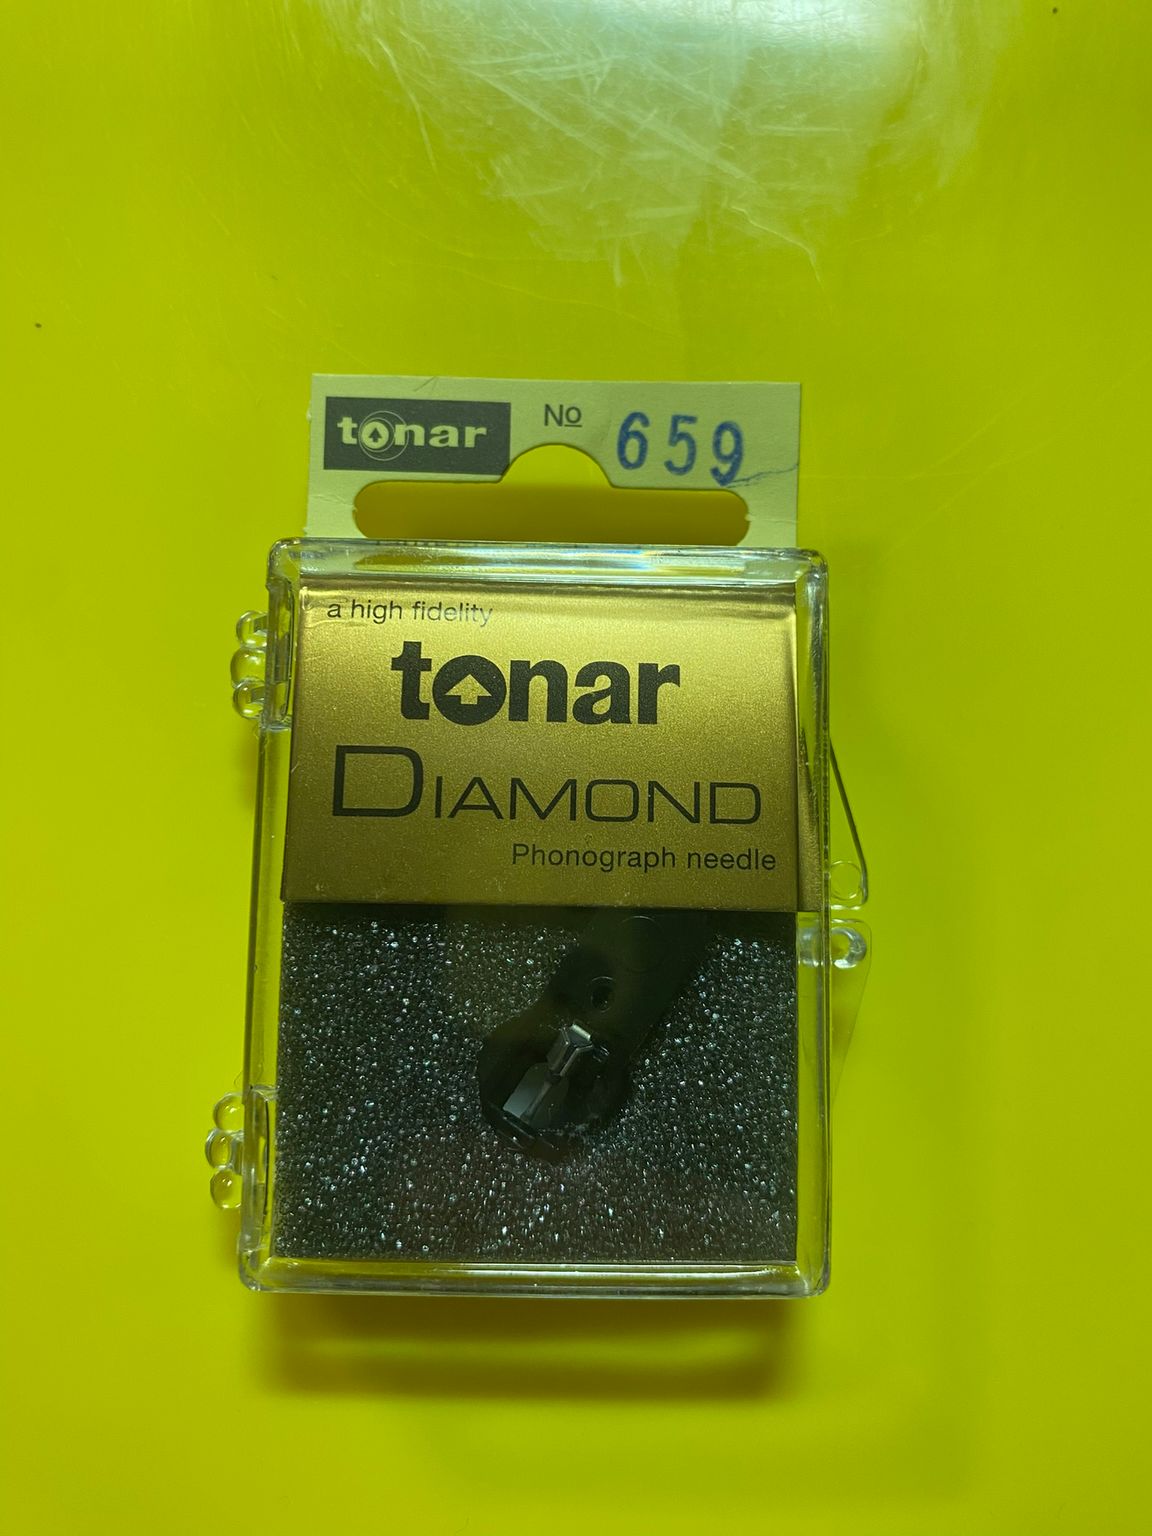 tonar No 659
a high fidelity
tonar
DIAMOND
Phonograph needle